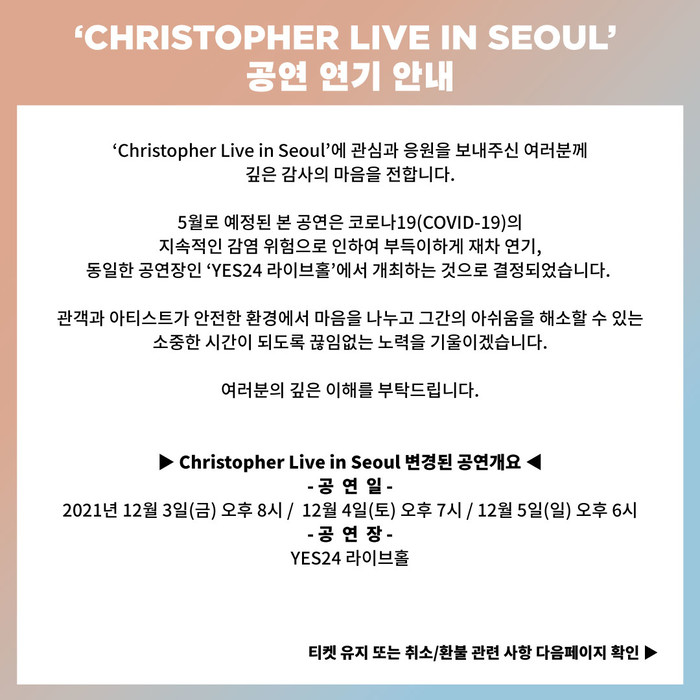 ‘CHRISTOPHER LIVE IN SEOUL’
공연 연기 안내
‘Christopher Live in Seoul’에 관심과 응원을 보내주신 여러분께
깊은 감사의 마음을 전합니다.
5월로 예정된 본 공연은 코로나19(COVID-19)의
지속적인 감염 위험으로 인하여 부득이하게 재차 연기,
동일한 공연장인 ‘YES24 라이브홀’에서 개최하는 것으로 결정되었습니다.
관객과 아티스트가 안전한 환경에서 마음을 나누고 그간의 아쉬움을 해소할 수 있는
소중한 시간이 되도록 끊임없는 노력을 기울이겠습니다.
여러분의 깊은 이해를 부탁드립니다.
▶ Christopher Live in Seoul 변경된 공연개요 ◀
- 공 연 일 -
2021년 12월 3일(금) 오후 8시 / 12월 4일(토) 오후 7시 / 12월 5일(일) 오후 6시
- 공 연 장 -
YES24 라이브홀
티켓 유지 또는 취소/환불 관련 사항 다음페이지 확인 ▶